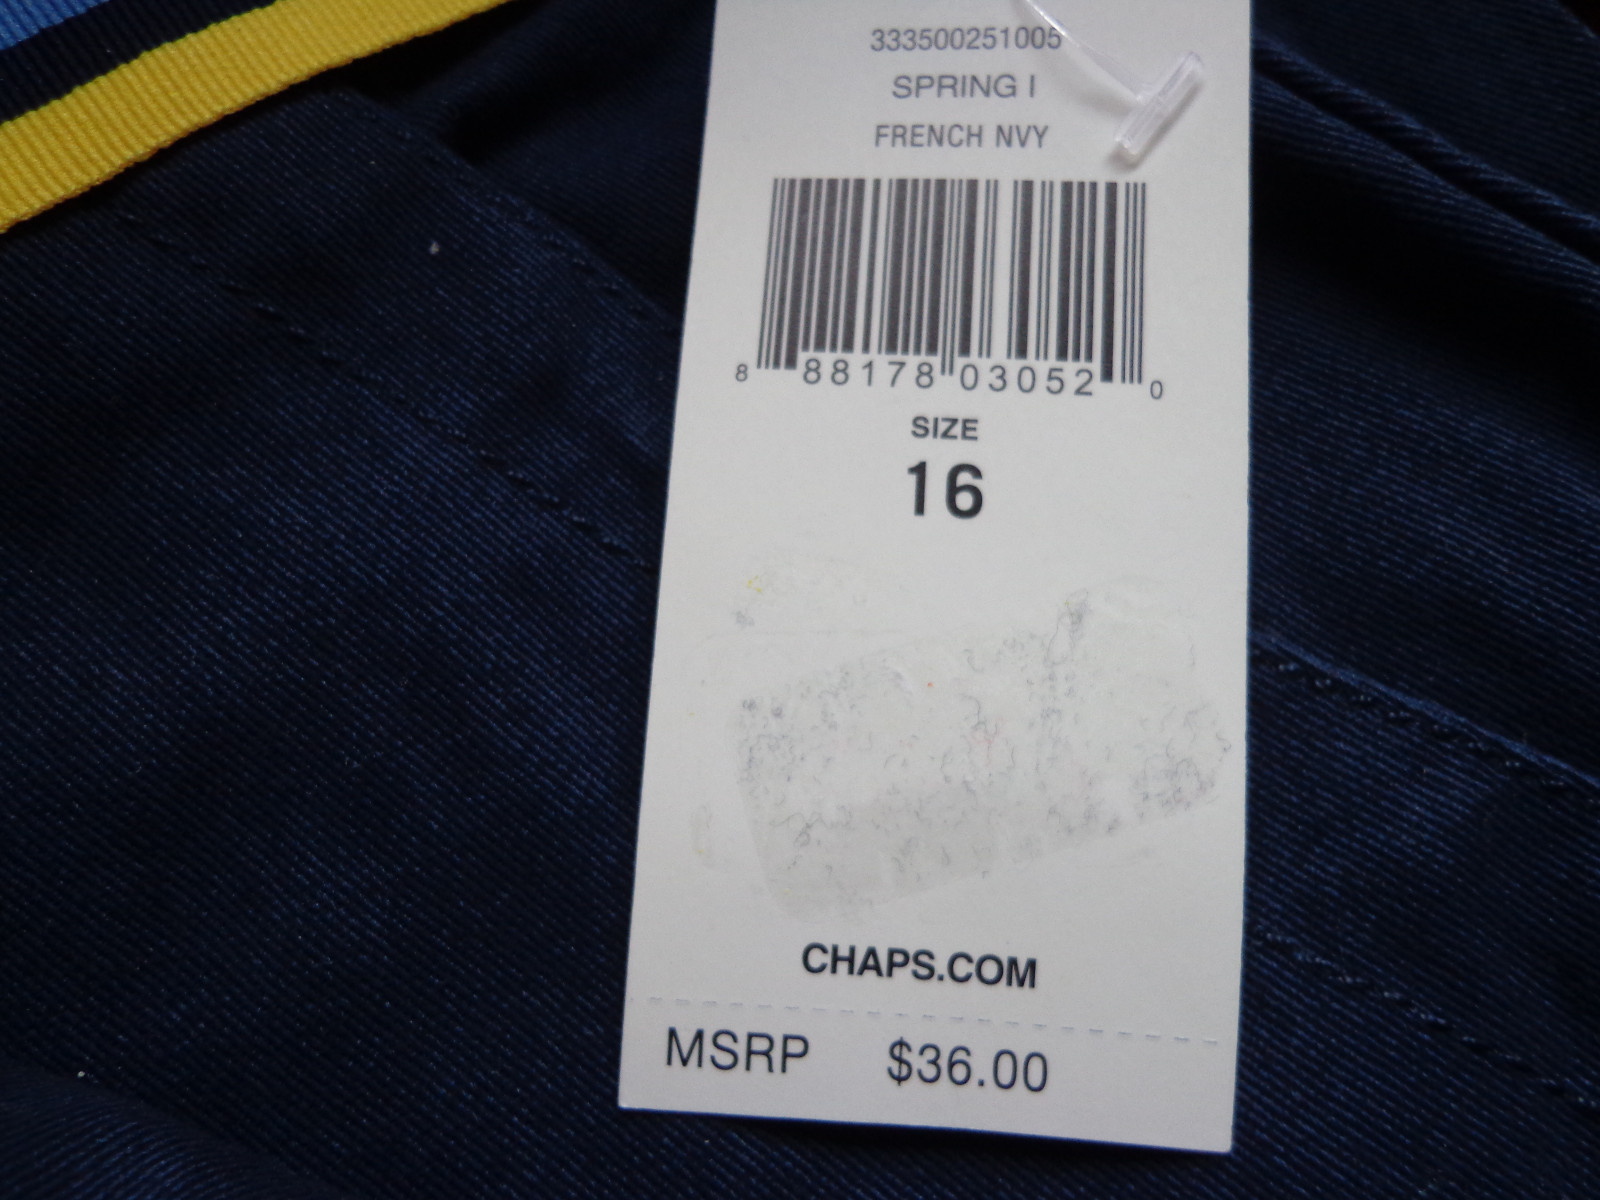 333500251005
SPRING I
FRENCH NVY
8 88178 03052 0
SIZE
16
CHAPS.COM
MSRP $36.00